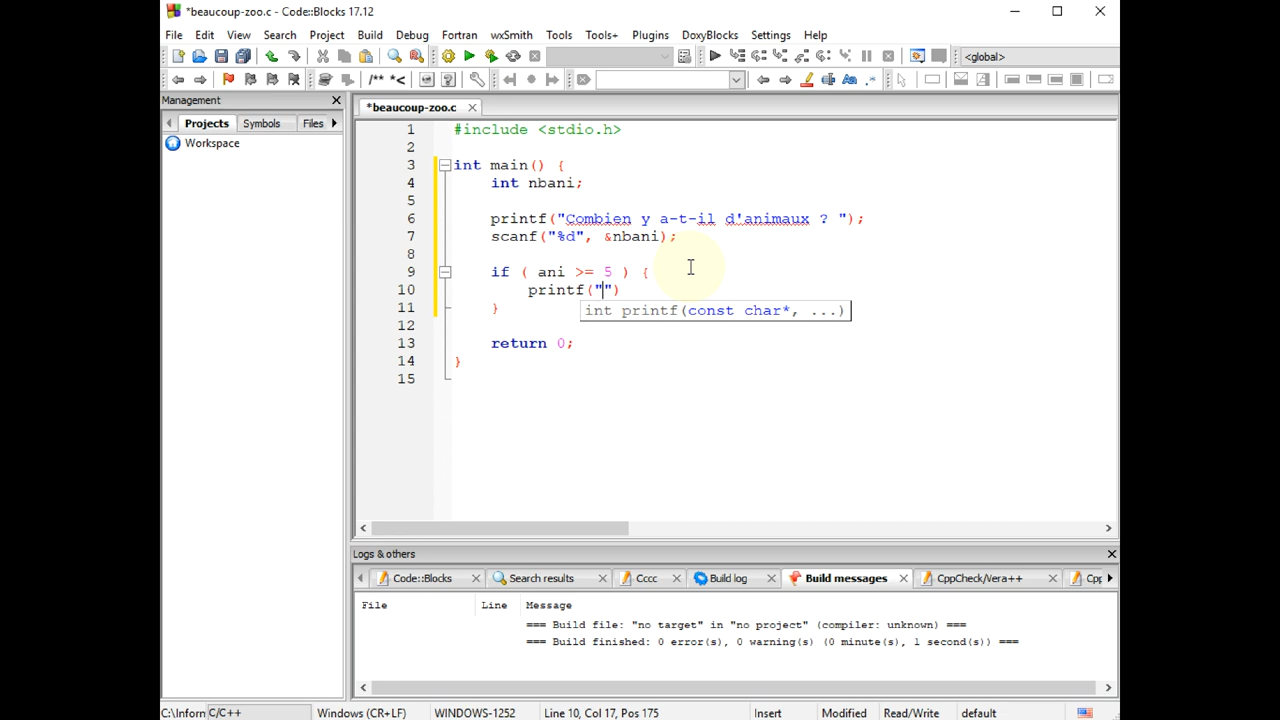 *beaucoup-zoo.c - Code::Blocks 17.12
File Edit View Search Project Build Debug Fortran wxSmith Tools Tools+ Plugins DoxyBlocks Settings Help
<global>
/** *<
Management
Projects Symbols Files
Workspace
*beaucoup-zoo.c
1 #include <stdio.h>
2
3 int main() {
4 int nbani;
5
6 printf("Combien y a-t-il d'animaux ? ");
7 scanf("%d", &nbani);
8
9 if ( ani >= 5 ) {
10 printf("")
11 }
int printf(const char*, ...)
12
13 return 0;
14 }
15
Logs & others
Code::Blocks Search results Cccc Build log Build messages CppCheck/Vera++ Cpp
File Line Message
=== Build file: "no target" in "no project" (compiler: unknown) ===
=== Build finished: 0 error(s), 0 warning(s) (0 minute(s), 1 second(s)) ===
C:\Inform C/C++ Windows (CR+LF) WINDOWS-1252 Line 10, Col 17, Pos 175 Insert Modified Read/Write default